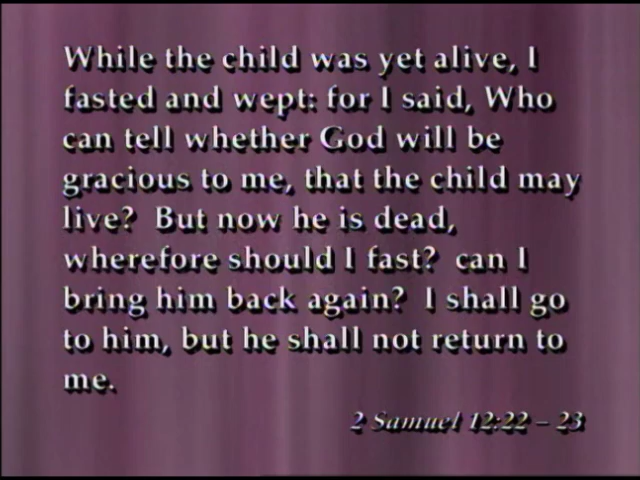 While the child was yet alive, I
fasted and wept: for I said, Who
can tell whether God will be
gracious to me, that the child may
live?  But now he is dead,
wherefore should I fast?  can I
bring him back again?  I shall go
to him, but he shall not return to
me.
2 Samuel 12:22 – 23